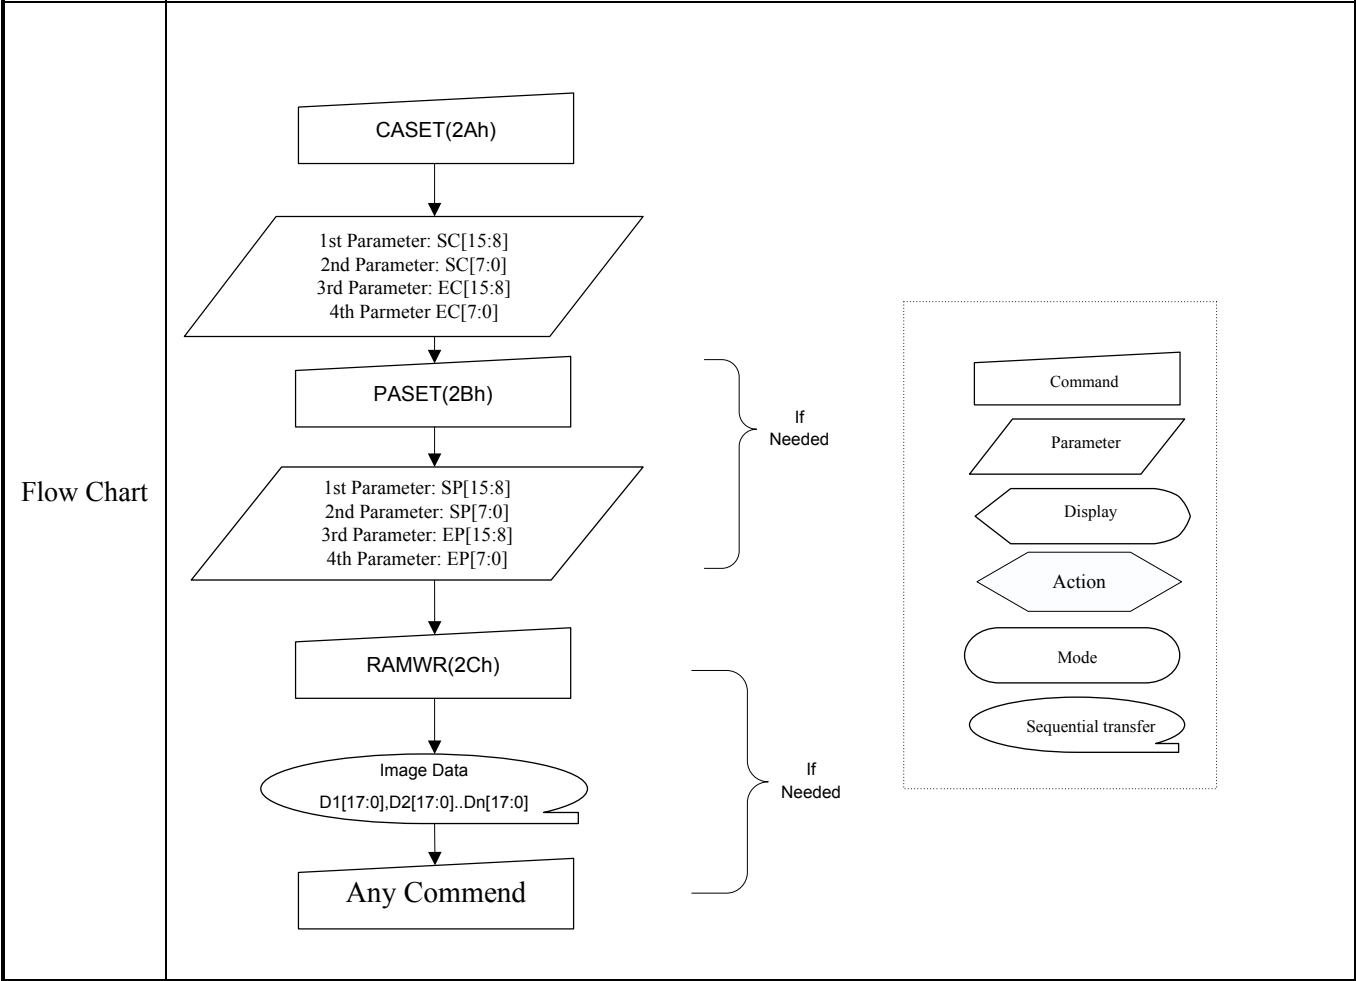 Flow Chart
CASET(2Ah)
1st Parameter: SC[15:8]
2nd Parameter: SC[7:0]
3rd Parameter: EC[15:8]
4th Parmeter EC[7:0]
PASET(2Bh)
1st Parameter: SP[15:8]
2nd Parameter: SP[7:0]
3rd Parameter: EP[15:8]
4th Parameter: EP[7:0]
If
Needed
RAMWR(2Ch)
Image Data
D1[17:0],D2[17:0]..Dn[17:0]
Any Commend
If
Needed
Command
Parameter
Display
Action
Mode
Sequential transfer